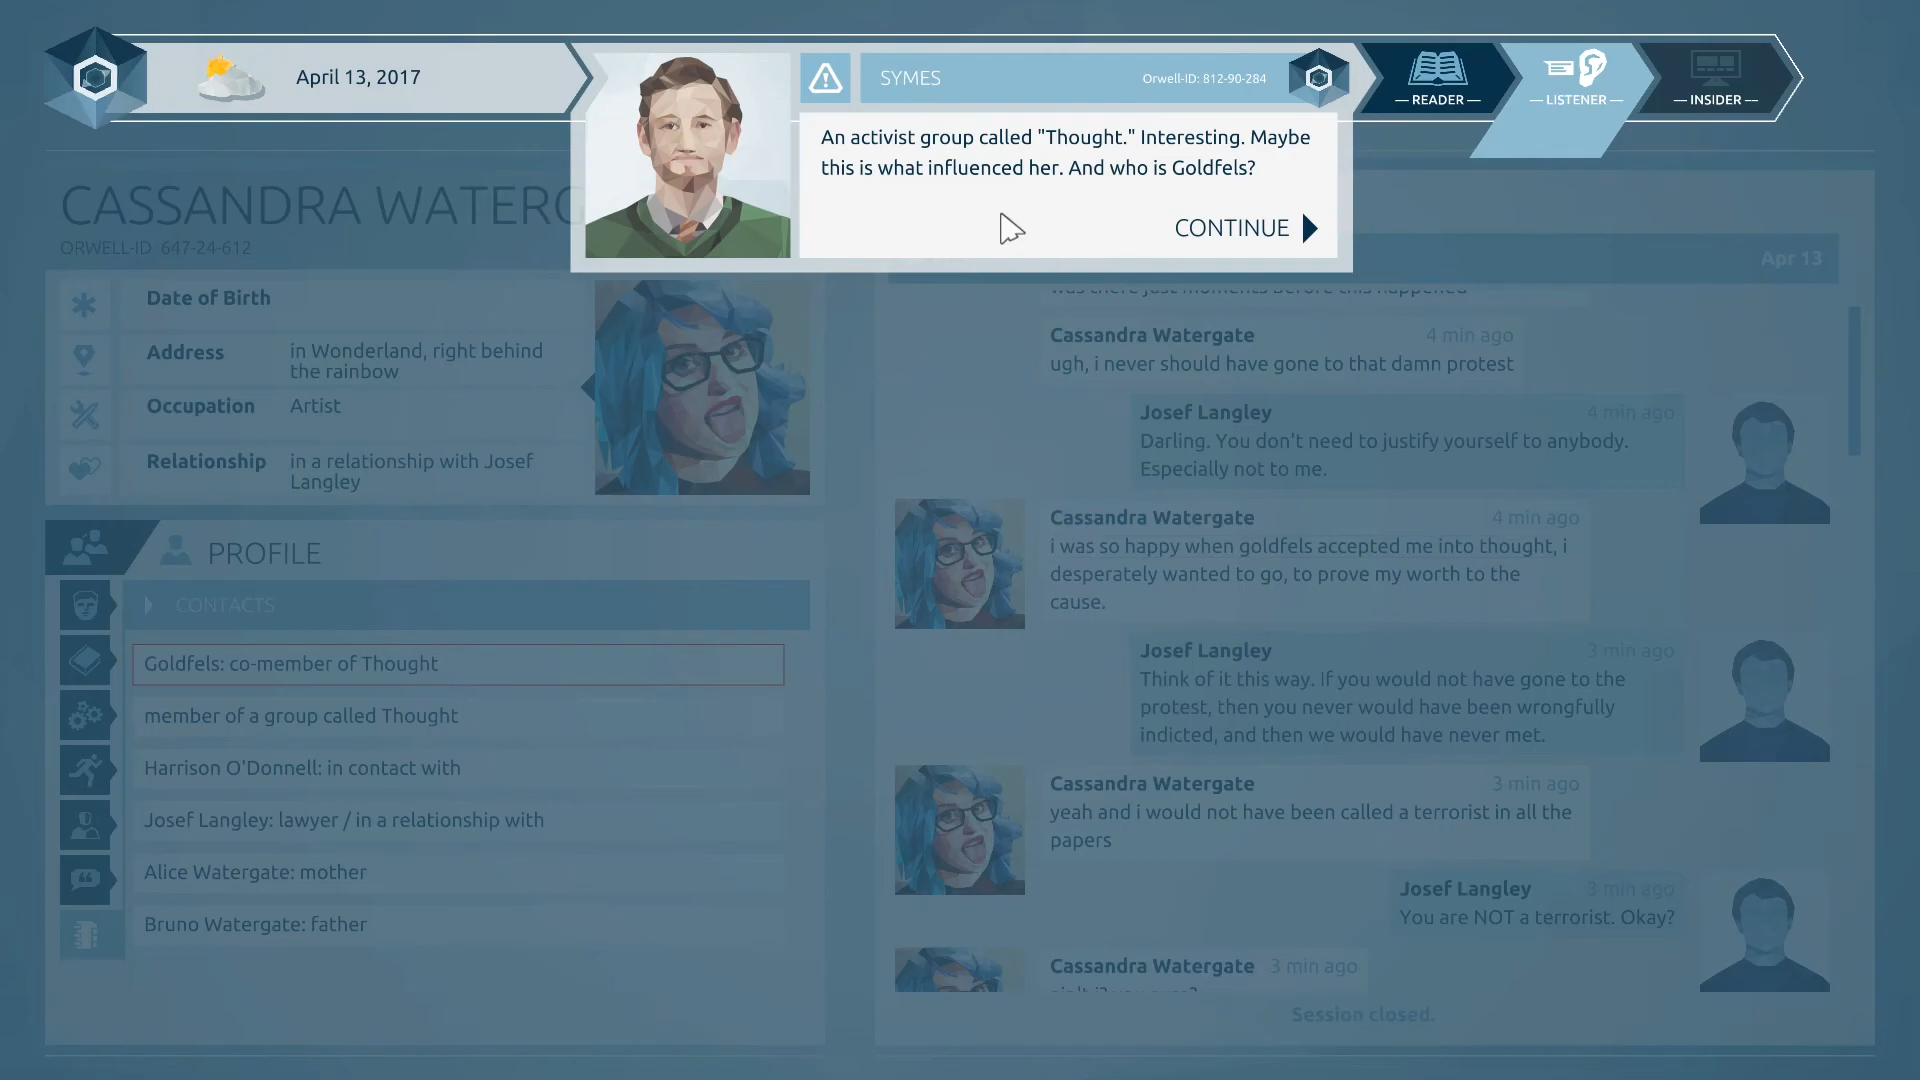 April 13, 2017
SYMES
Orwell-ID: 812-90-284
An activist group called "Thought." Interesting. Maybe
this is what influenced her. And who is Goldfels?
CONTINUE
READER
LISTENER
INSIDER
CASSANDRA WATERG
ORWELL-ID 647-24-612
Date of Birth
Address
in Wonderland, right behind
the rainbow
Occupation
Artist
Relationship
in a relationship with Josef
Langley
PROFILE
CONTACTS
Goldfels: co-member of Thought
member of a group called Thought
Harrison O'Donnell: in contact with
Josef Langley: lawyer / in a relationship with
Alice Watergate: mother
Bruno Watergate: father
Apr 13
was there just moments before this happened
Cassandra Watergate 4 min ago
ugh, i never should have gone to that damn protest
Josef Langley 4 min ago
Darling. You don't need to justify yourself to anybody.
Especially not to me.
Cassandra Watergate 4 min ago
i was so happy when goldfels accepted me into thought, i
desperately wanted to go, to prove my worth to the
cause.
Josef Langley 3 min ago
Think of it this way. If you would not have gone to the
protest, then you never would have been wrongfully
indicted, and then we would have never met.
Cassandra Watergate 3 min ago
yeah and i would not have been called a terrorist in all the
papers
Josef Langley 3 min ago
You are NOT a terrorist. Okay?
Cassandra Watergate 3 min ago
Session closed.